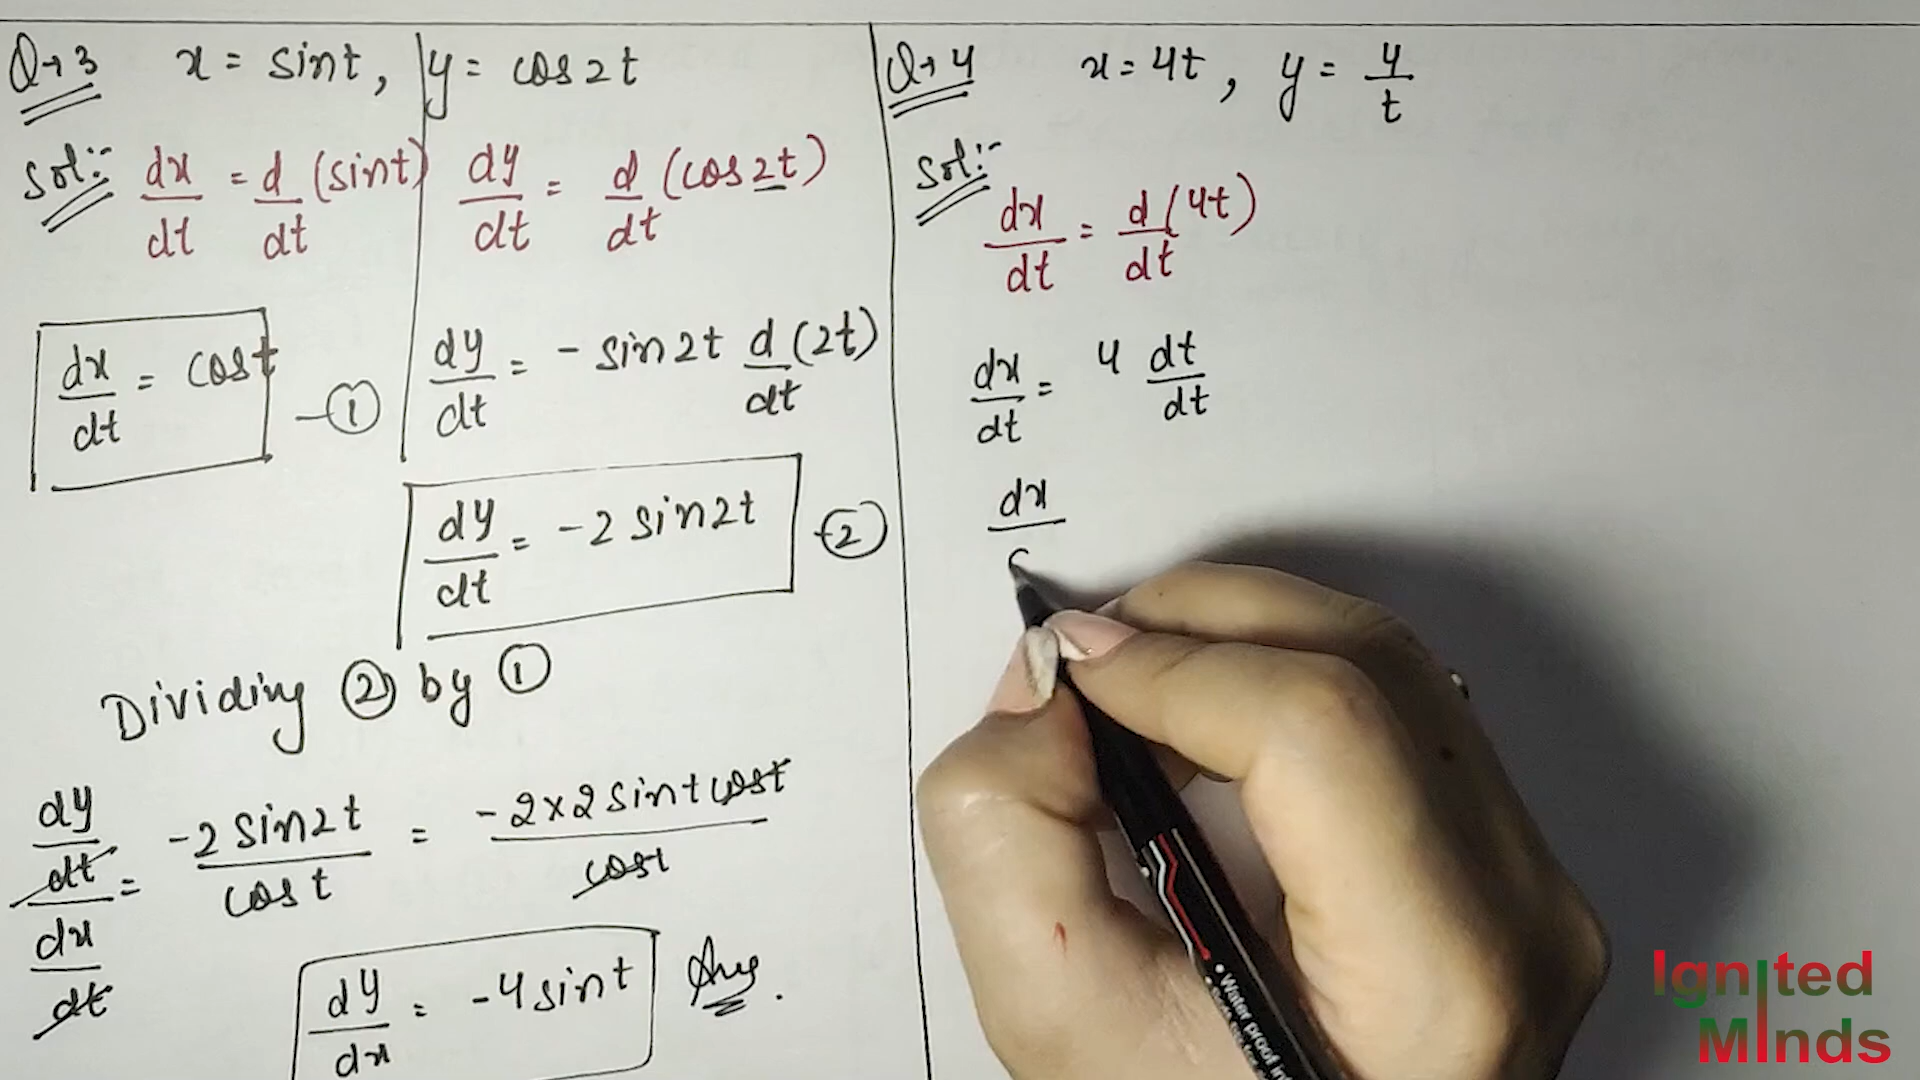 Q→3 x = sint, y = cos2t
Sol:- dx/dt = d/dt (sint) dy/dt = d/dt (cos2t)
dx/dt = cost —①
dy/dt = - sin2t d/dt (2t)
dy/dt = -2 sin2t —②
Dividing ② by ①
dy/dt / dx/dt = -2 sin2t / cost = -2×2 sint cost / cost
dy/dx = -4 sint Ans.
Q→4 x = 4t, y = 4/t
Sol:-
dx/dt = d/dt (4t)
dx/dt = 4 dt/dt
dx
• Water proof
Ignited
Minds